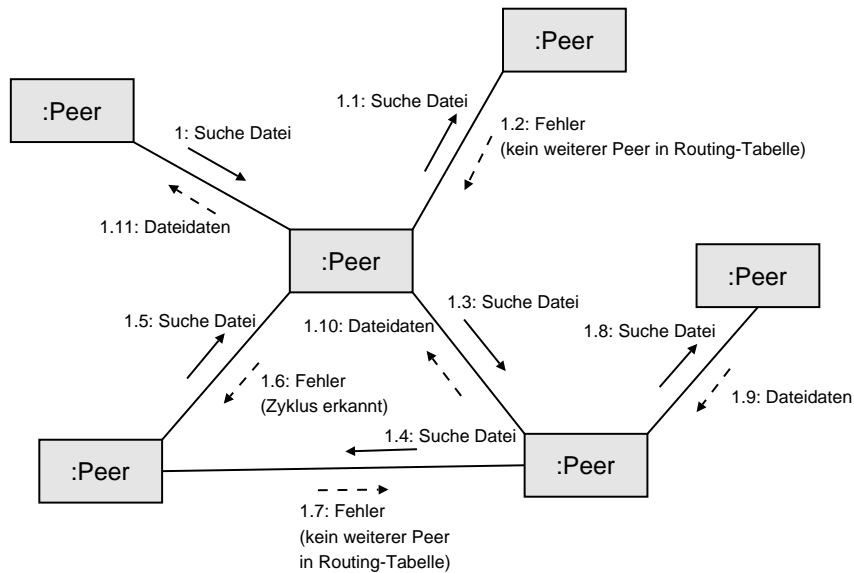 :Peer
:Peer
1.1: Suche Datei
1: Suche Datei
1.2: Fehler
(kein weiterer Peer in Routing-Tabelle)
1.11: Dateidaten
:Peer
:Peer
1.3: Suche Datei
1.5: Suche Datei
1.10: Dateidaten
1.8: Suche Datei
1.6: Fehler
(Zyklus erkannt)
1.9: Dateidaten
1.4: Suche Datei
:Peer
:Peer
1.7: Fehler
(kein weiterer Peer
in Routing-Tabelle)